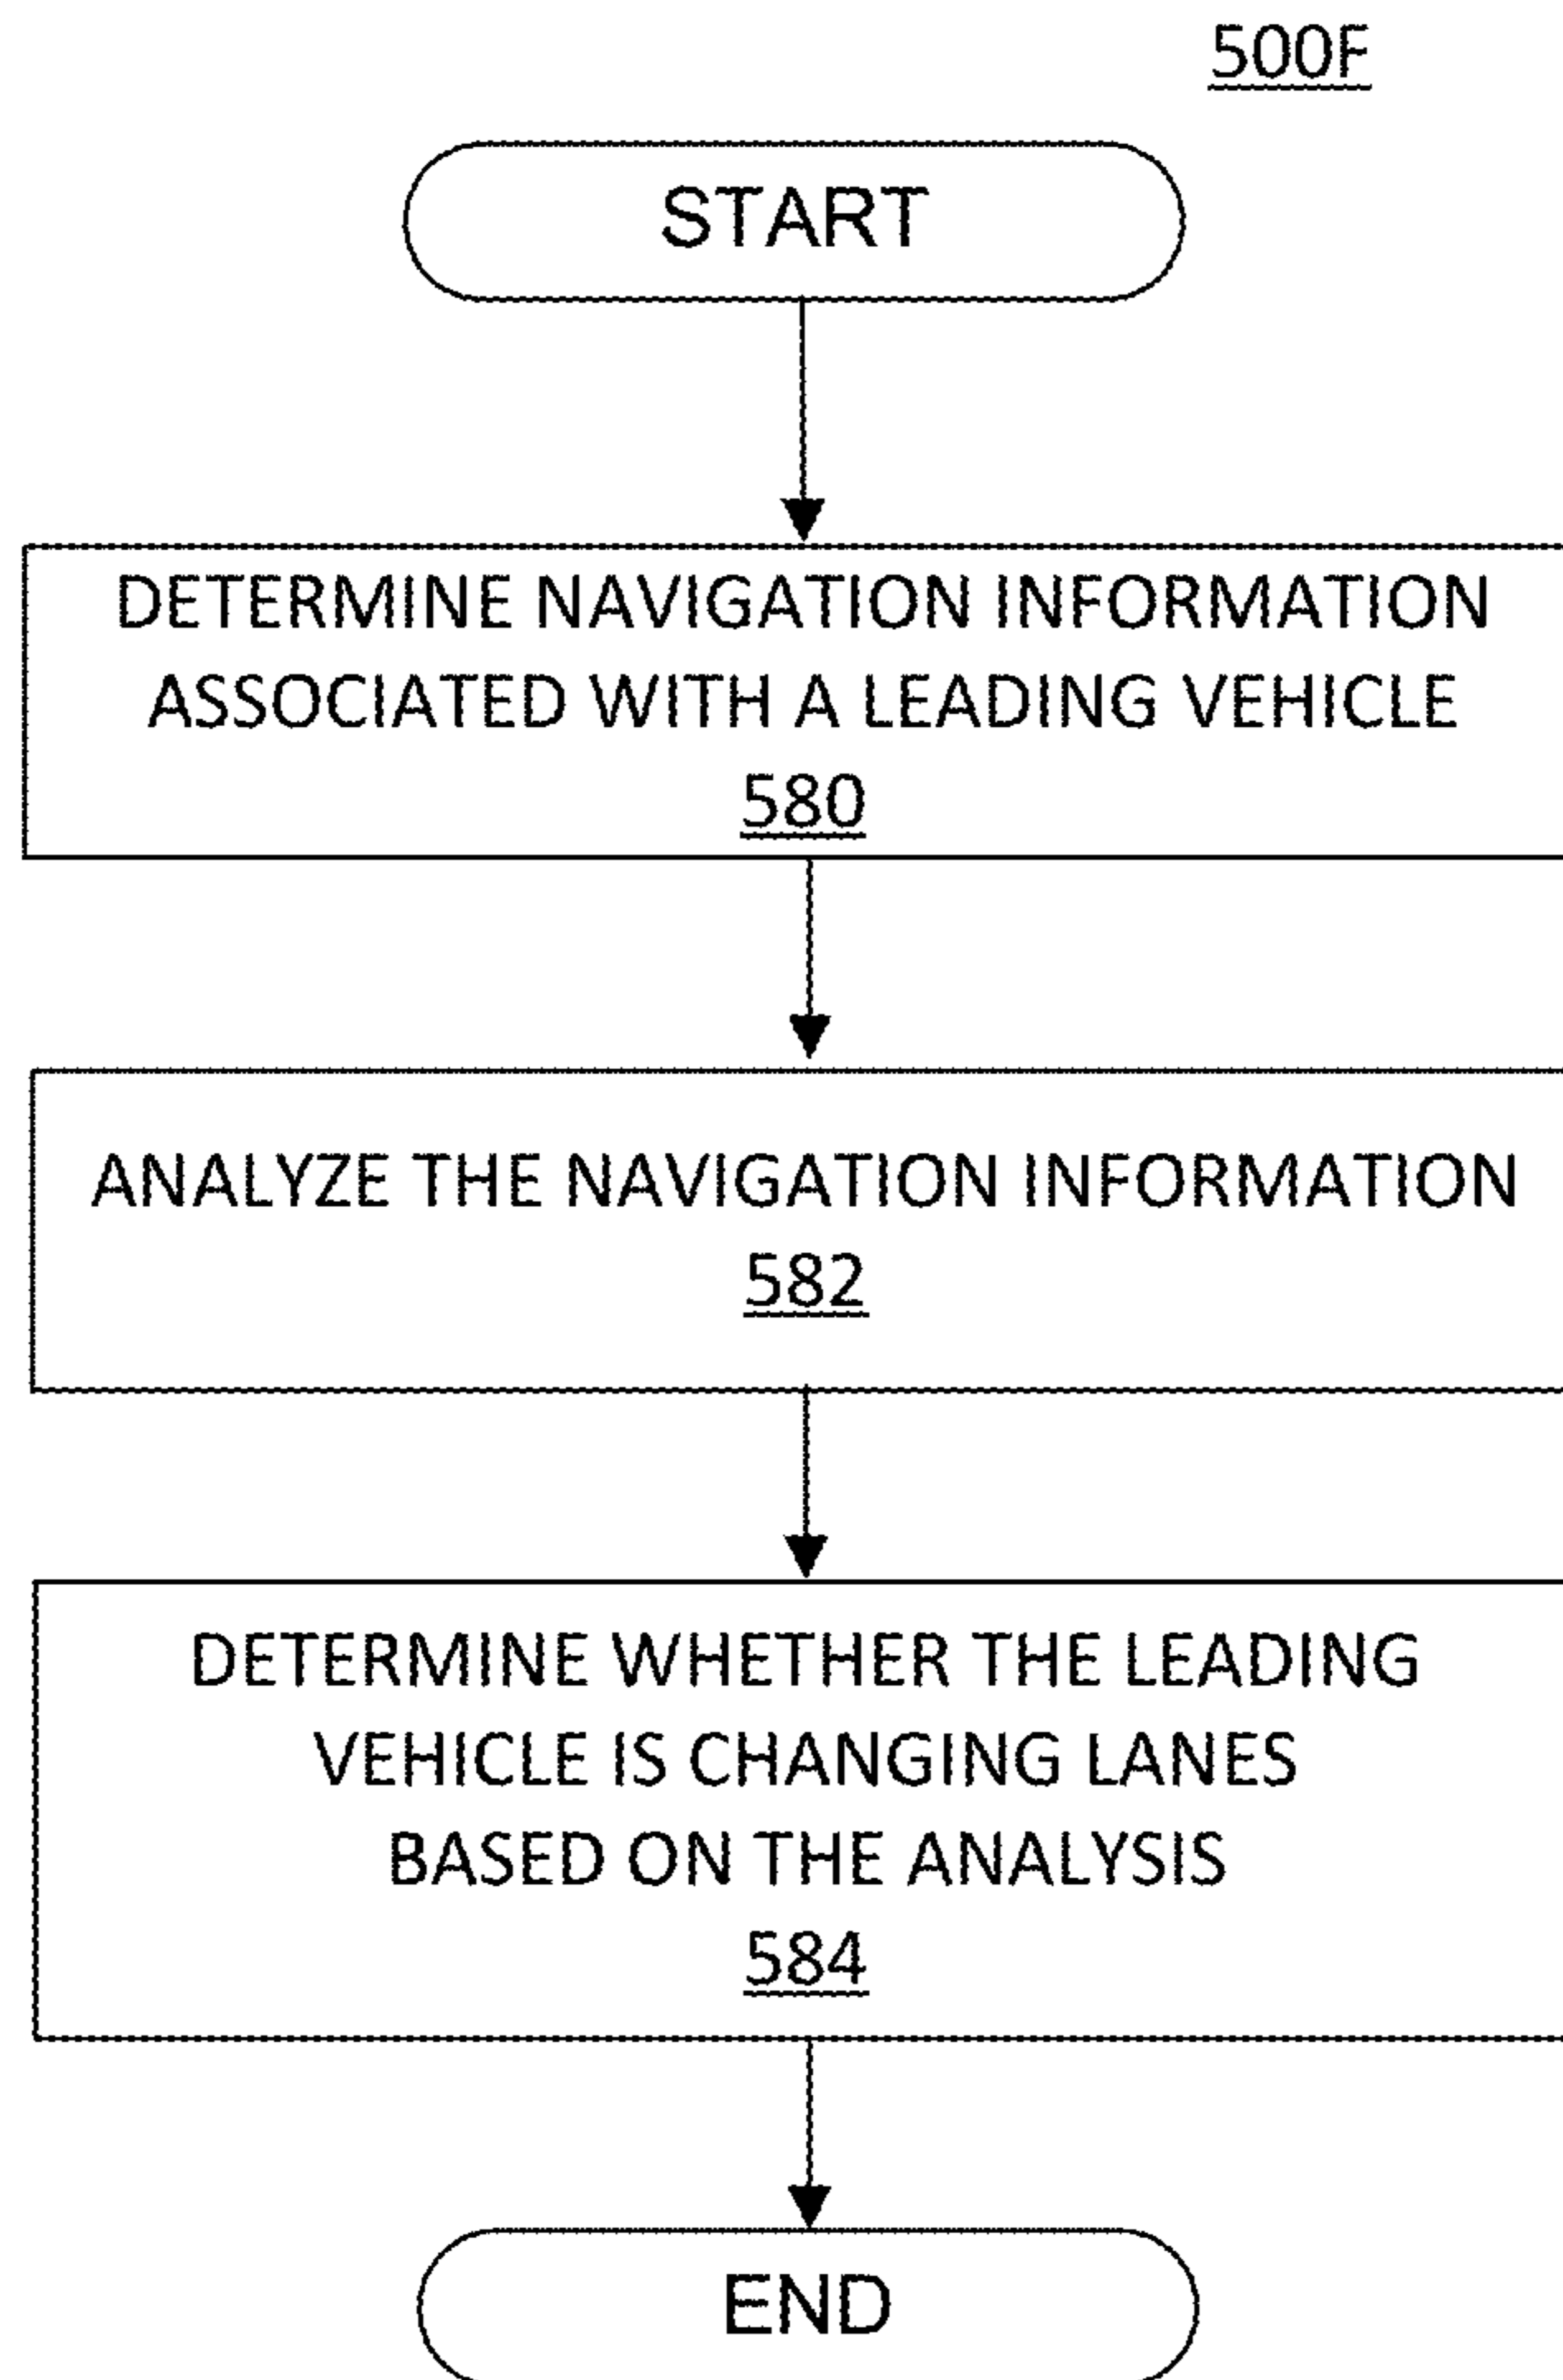 500F
START
DETERMINE NAVIGATION INFORMATION
ASSOCIATED WITH A LEADING VEHICLE
580
ANALYZE THE NAVIGATION INFORMATION
582
DETERMINE WHETHER THE LEADING
VEHICLE IS CHANGING LANES
BASED ON THE ANALYSIS
584
END